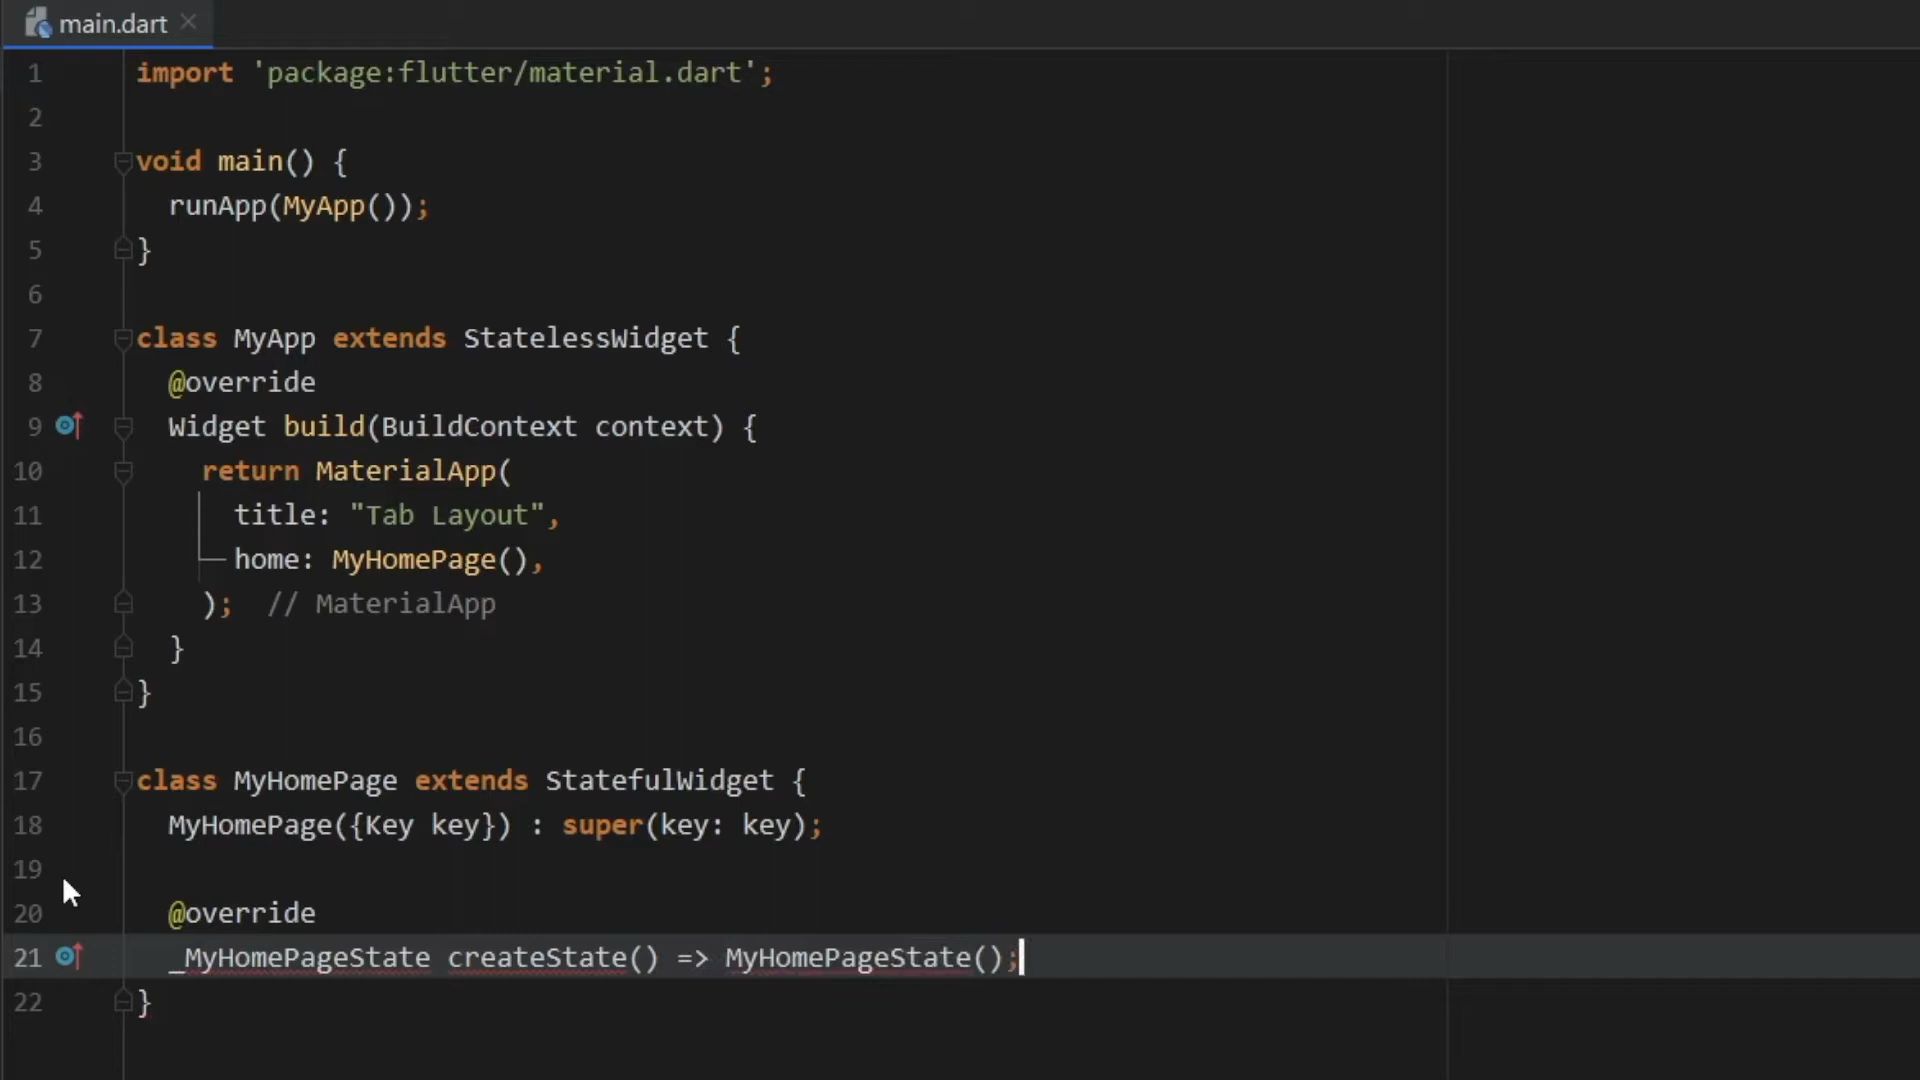 main.dart
1 import 'package:flutter/material.dart';
2
3 void main() {
4   runApp(MyApp());
5 }
6
7 class MyApp extends StatelessWidget {
8   @override
9   Widget build(BuildContext context) {
10     return MaterialApp(
11       title: "Tab Layout",
12       home: MyHomePage(),
13     );  // MaterialApp
14   }
15 }
16
17 class MyHomePage extends StatefulWidget {
18   MyHomePage({Key key}) : super(key: key);
19
20   @override
21   _MyHomePageState createState() => MyHomePageState();
22 }